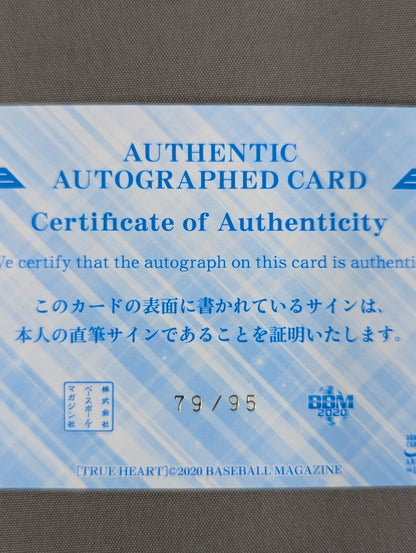 AUTHENTIC
AUTOGRAPHED CARD
Certificate of Authenticity
We certify that the autograph on this card is authenti
このカードの表面に書かれているサインは、
本人の直筆サインであることを証明いたします。
株式会社
ベースボール
マガジン社
79/95
BBM
2020
[TRUE HEART]©2020 BASEBALL MAGAZINE